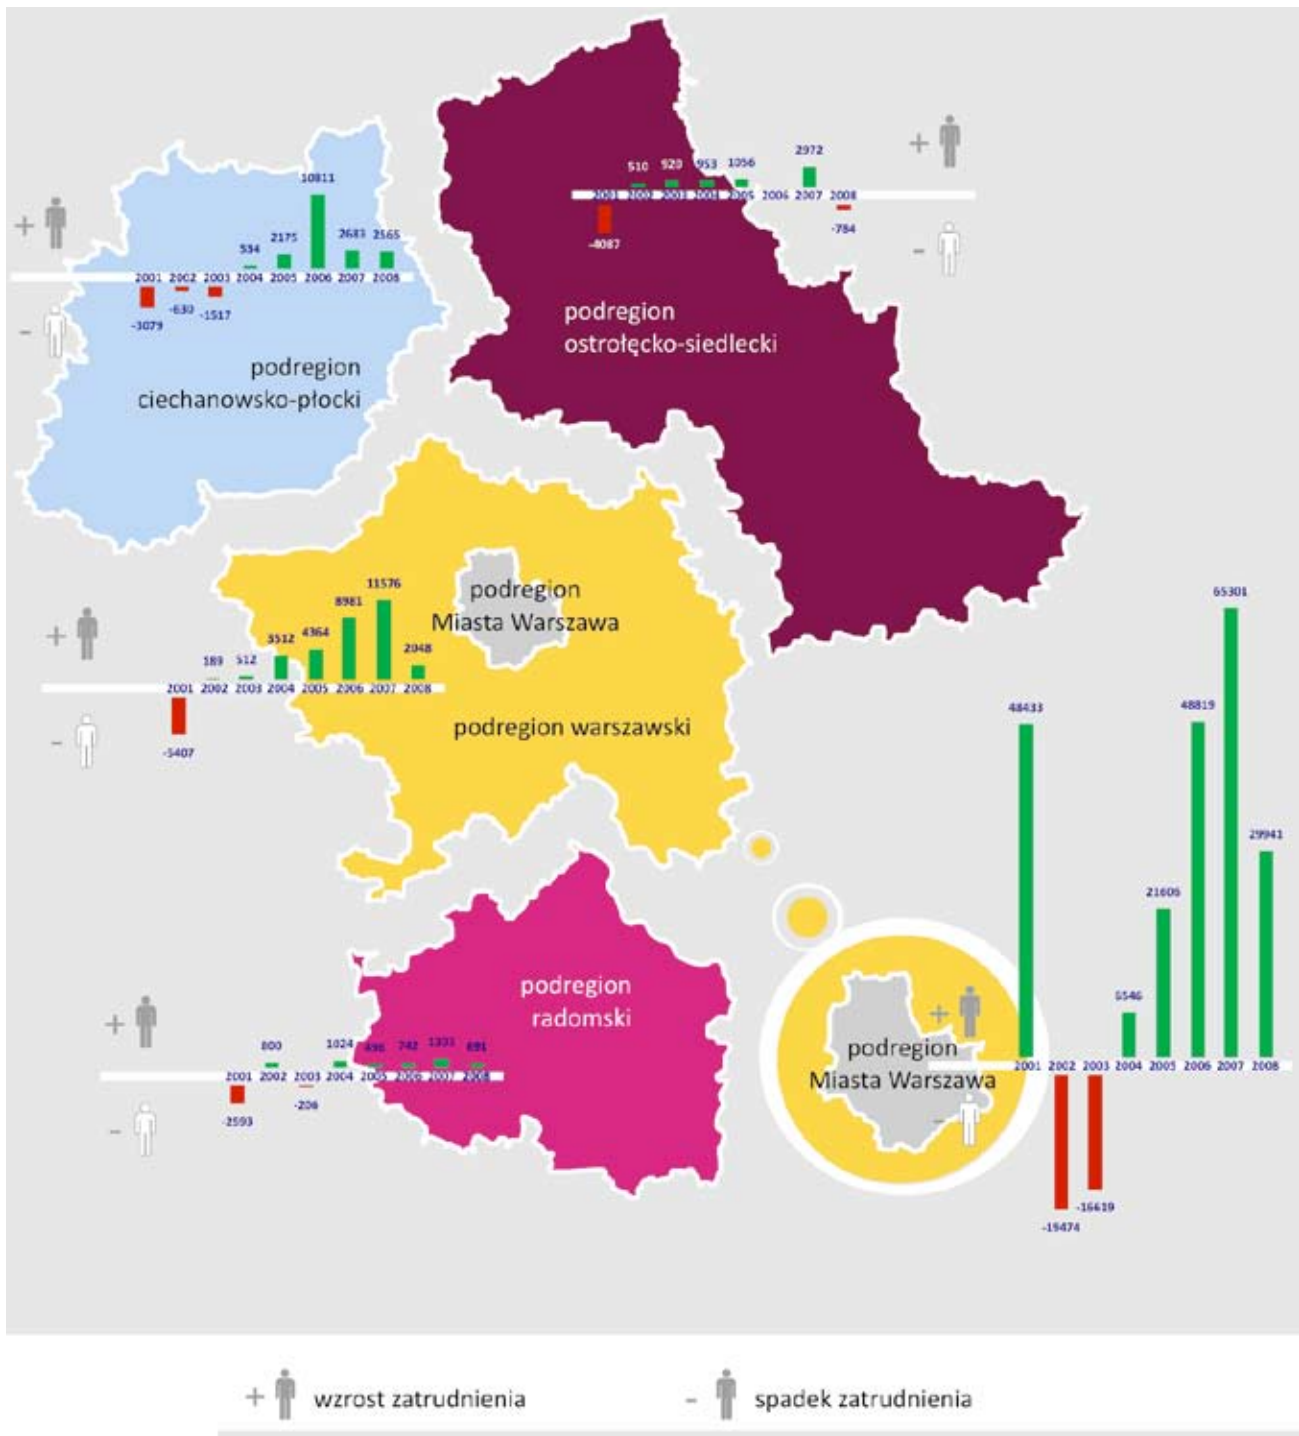 510 920 953 1056 2972
2001 2002 2003 2004 2005 2006 2007 2008
-4087 -784
+
-
podregion
ostrołęcko-siedlecki
534 2175 10811 2683 2565
+
2001 2002 2003 2004 2005 2006 2007 2008
-3079 -630 -1517
-
podregion
ciechanowsko-płocki
podregion
Miasta Warszawa
189 512 3512 4364 8981 11576 2048
+
2001 2002 2003 2004 2005 2006 2007 2008
-5407
-
podregion warszawski
podregion
radomski
800 1024 742 691
+
2001 2002 2003 2004 2005 2006 2007 2008
-2593 -206
-
48433 21606 48819 65301 29941
+
podregion
Miasta Warszawa
2001 2002 2003 2004 2005 2006 2007 2008
-
-19474 -16619
+ wzrost zatrudnienia
- spadek zatrudnienia